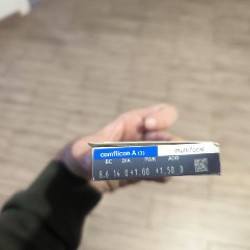 comfilcon A (3) multifocal
BC DIA PWR ADD
8.6 14.0 +1.00 +1.50 D